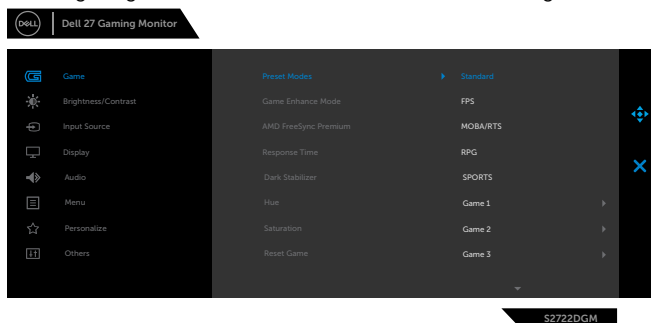 DELL Dell 27 Gaming Monitor
Game Preset Modes Standard
Brightness/Contrast Game Enhance Mode FPS
Input Source AMD FreeSync Premium MOBA/RTS
Display Response Time RPG
Audio Dark Stabilizer SPORTS
Menu Hue Game 1
Personalize Saturation Game 2
Others Reset Game Game 3
S2722DGM